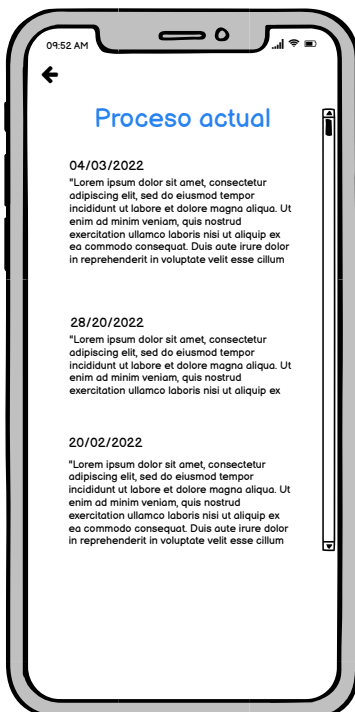 09:52 AM
Proceso actual
04/03/2022
"Lorem ipsum dolor sit amet, consectetur
adipiscing elit, sed do eiusmod tempor
incididunt ut labore et dolore magna aliqua. Ut
enim ad minim veniam, quis nostrud
exercitation ullamco laboris nisi ut aliquip ex
ea commodo consequat. Duis aute irure dolor
in reprehenderit in voluptate velit esse cillum
28/20/2022
"Lorem ipsum dolor sit amet, consectetur
adipiscing elit, sed do eiusmod tempor
incididunt ut labore et dolore magna aliqua. Ut
enim ad minim veniam, quis nostrud
exercitation ullamco laboris nisi ut aliquip ex
20/02/2022
"Lorem ipsum dolor sit amet, consectetur
adipiscing elit, sed do eiusmod tempor
incididunt ut labore et dolore magna aliqua. Ut
enim ad minim veniam, quis nostrud
exercitation ullamco laboris nisi ut aliquip ex
ea commodo consequat. Duis aute irure dolor
in reprehenderit in voluptate velit esse cillum